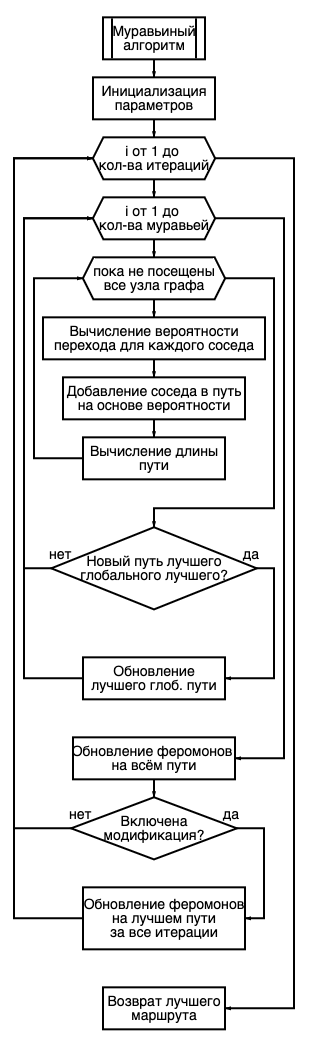 Муравьиный
алгоритм
Инициализация
параметров
i от 1 до
кол-ва итераций
i от 1 до
кол-ва муравьей
пока не посещены
все узла графа
Вычисление вероятности
перехода для каждого соседа
Добавление соседа в путь
на основе вероятности
Вычисление длины
пути
нет
да
Новый путь лучшего
глобального лучшего?
Обновление
лучшего глоб. пути
Обновление феромонов
на всём пути
нет
да
Включена
модификация?
Обновление феромонов
на лучшем пути
за все итерации
Возврат лучшего
маршрута